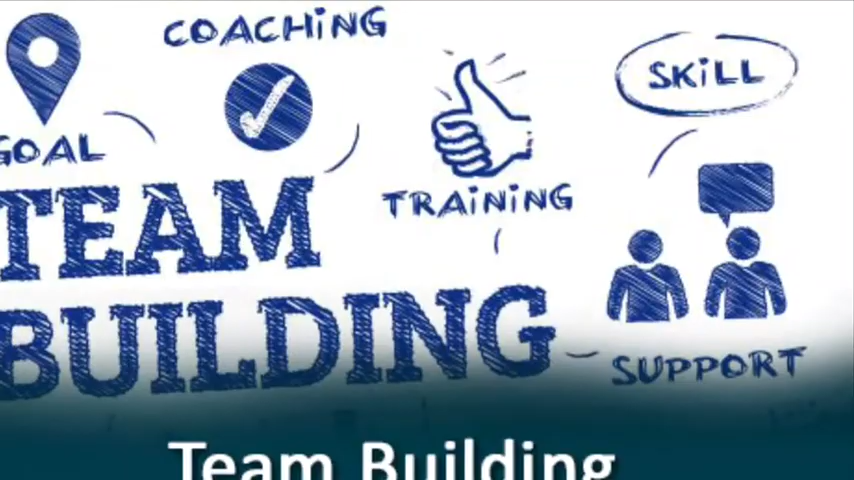 COACHiNG
SKiLL
GOAL
TRAiNiNG
TEAM
BUILDING
SUPPORT
Team Building